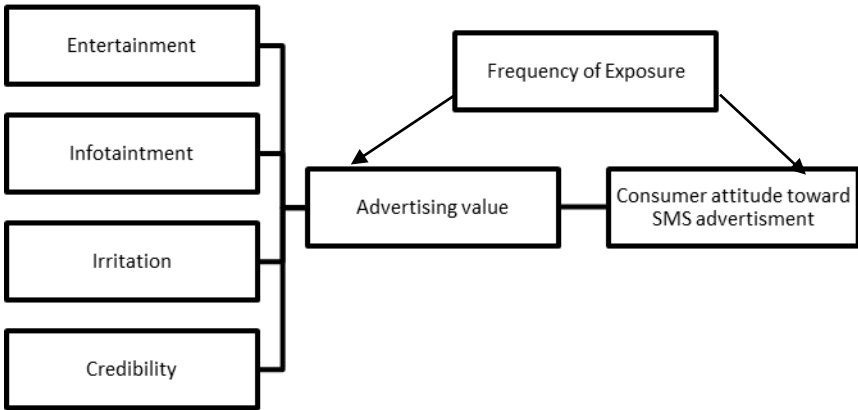 Entertainment
Frequency of Exposure
Infotaintment
Advertising value
Consumer attitude toward
SMS advertisment
Irritation
Credibility